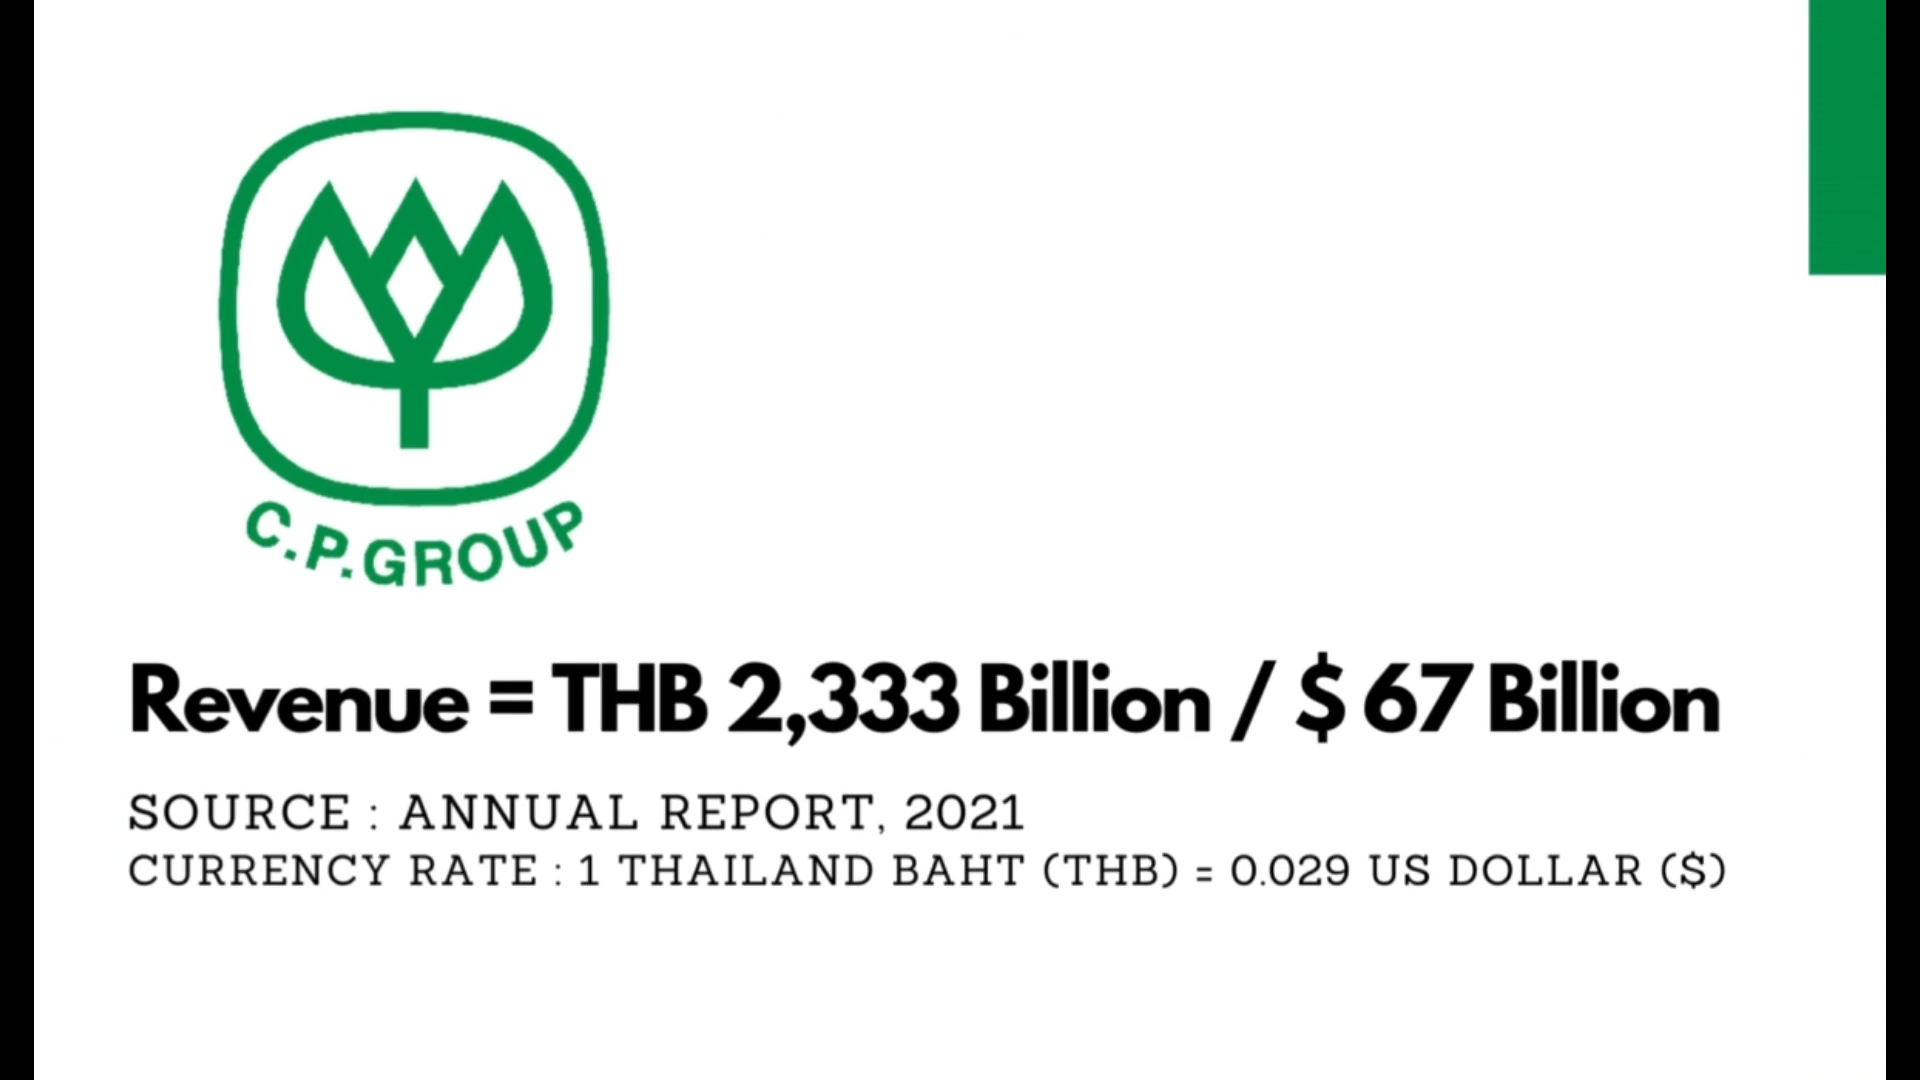 C.P.GROUP
Revenue = THB 2,333 Billion / $ 67 Billion
SOURCE : ANNUAL REPORT, 2021
CURRENCY RATE : 1 THAILAND BAHT (THB) = 0.029 US DOLLAR ($)